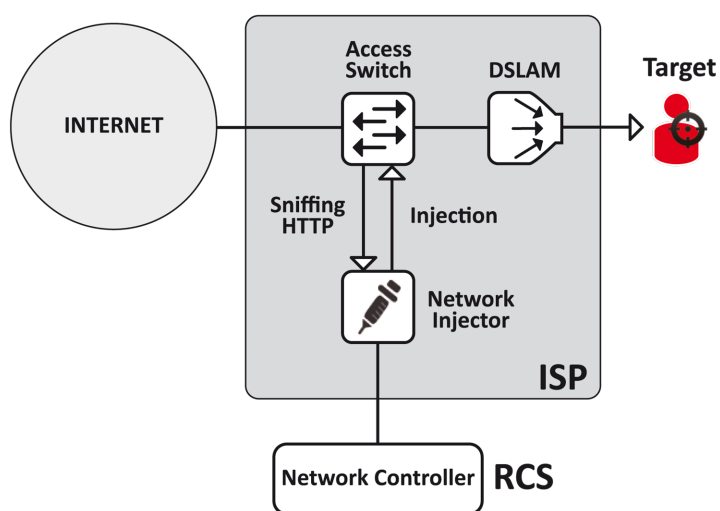 Access
Switch
DSLAM
Target
INTERNET
Sniffing
HTTP
Injection
Network
Injector
ISP
Network Controller
RCS